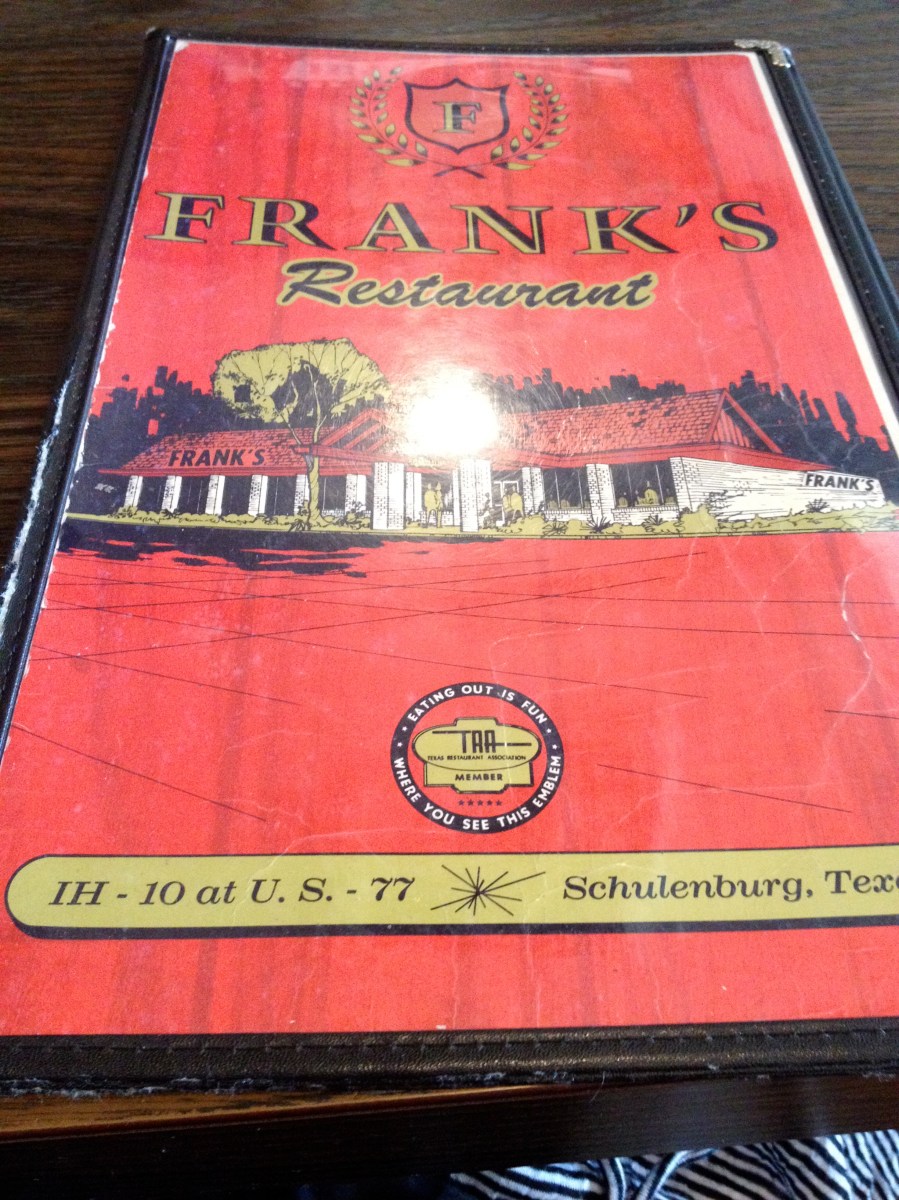 F
FRANK'S
Restaurant
FRANK'S
FRANK'S
EATING OUT IS FUN
TRA
TEXAS RESTAURANT ASSOCIATION
MEMBER
WHERE YOU SEE THIS EMBLEM
IH - 10 at U. S. - 77
Schulenburg, Texa